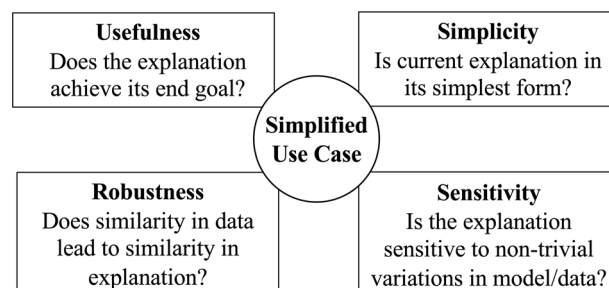 Usefulness
Does the explanation
achieve its end goal?
Simplicity
Is current explanation in
its simplest form?
Simplified
Use Case
Robustness
Does similarity in data
lead to similarity in
explanation?
Sensitivity
Is the explanation
sensitive to non-trivial
variations in model/data?